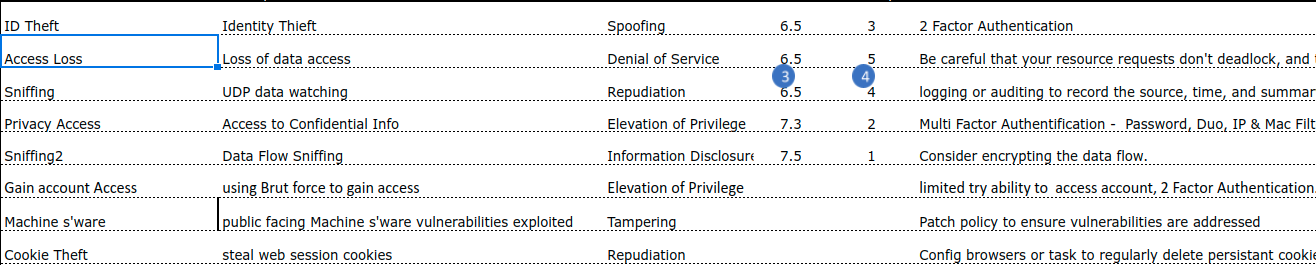 ID Theft Identity Thieft Spoofing 6.5 3 2 Factor Authentication
Access Loss Loss of data access Denial of Service 6.5 5 Be careful that your resource requests don't deadlock, and
3 4
Sniffing UDP data watching Repudiation 6.5 4 logging or auditing to record the source, time, and summar
Privacy Access Access to Confidential Info Elevation of Privilege 7.3 2 Multi Factor Authentification - Password, Duo, IP & Mac Filt
Sniffing2 Data Flow Sniffing Information Disclosure 7.5 1 Consider encrypting the data flow.
Gain account Access using Brut force to gain access Elevation of Privilege limited try ability to access account, 2 Factor Authentication.
Machine s'ware public facing Machine s'ware vulnerabilities exploited Tampering Patch policy to ensure vulnerabilities are addressed
Cookie Theft steal web session cookies Repudiation Config browsers or task to regularly delete persistant cookie